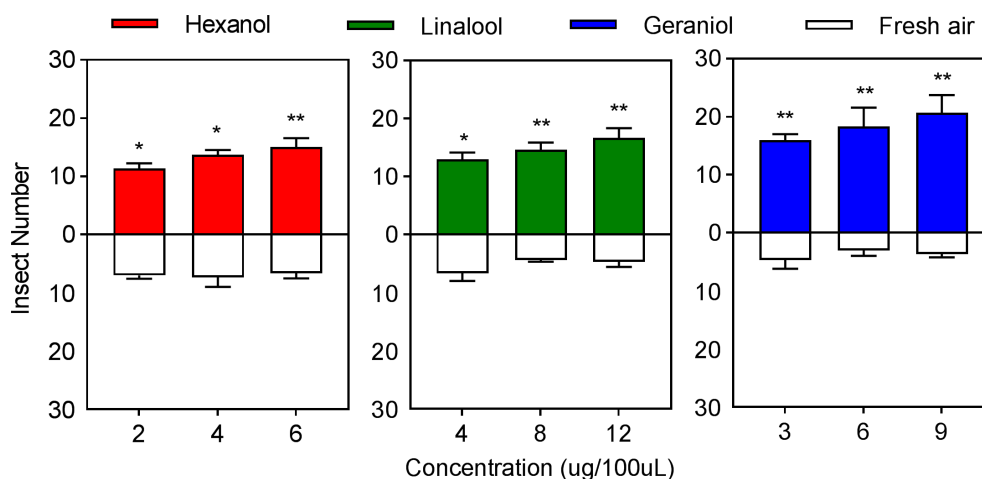 Hexanol Linalool Geraniol Fresh air
30 30 30
20 20 20
10 10 10
0 0 0
10 10 10
20 20 20
30 30 30
* * **
* ** **
** ** **
2 4 6 4 8 12 3 6 9
Insect Number
Concentration (ug/100uL)